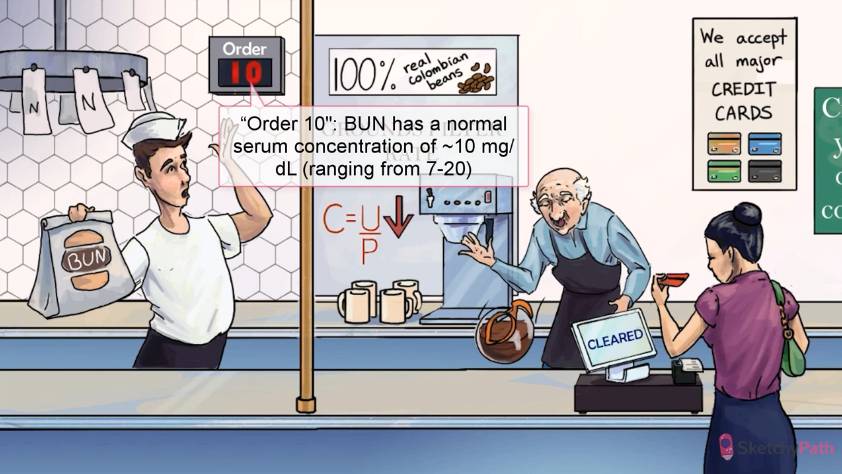 Order
10
N
N
N
100% real
colombian
beans
"Order 10": BUN has a normal
serum concentration of ~10 mg/
dL (ranging from 7-20)
C=U
P
BUN
CLEARED
We accept
all major
CREDIT
CARDS
SketchyPath